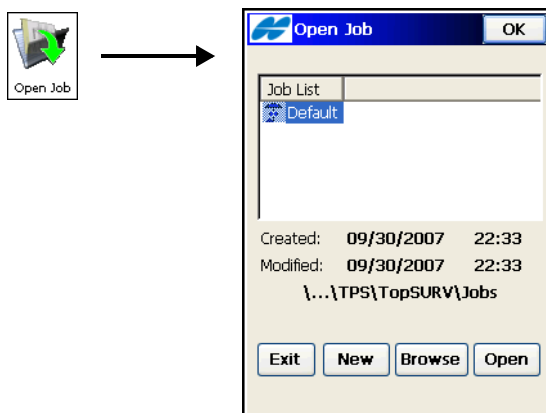 Open Job
Open Job OK
Job List
Default
Created: 09/30/2007 22:33
Modified: 09/30/2007 22:33
\...\TPS\TopSURV\Jobs
Exit New Browse Open